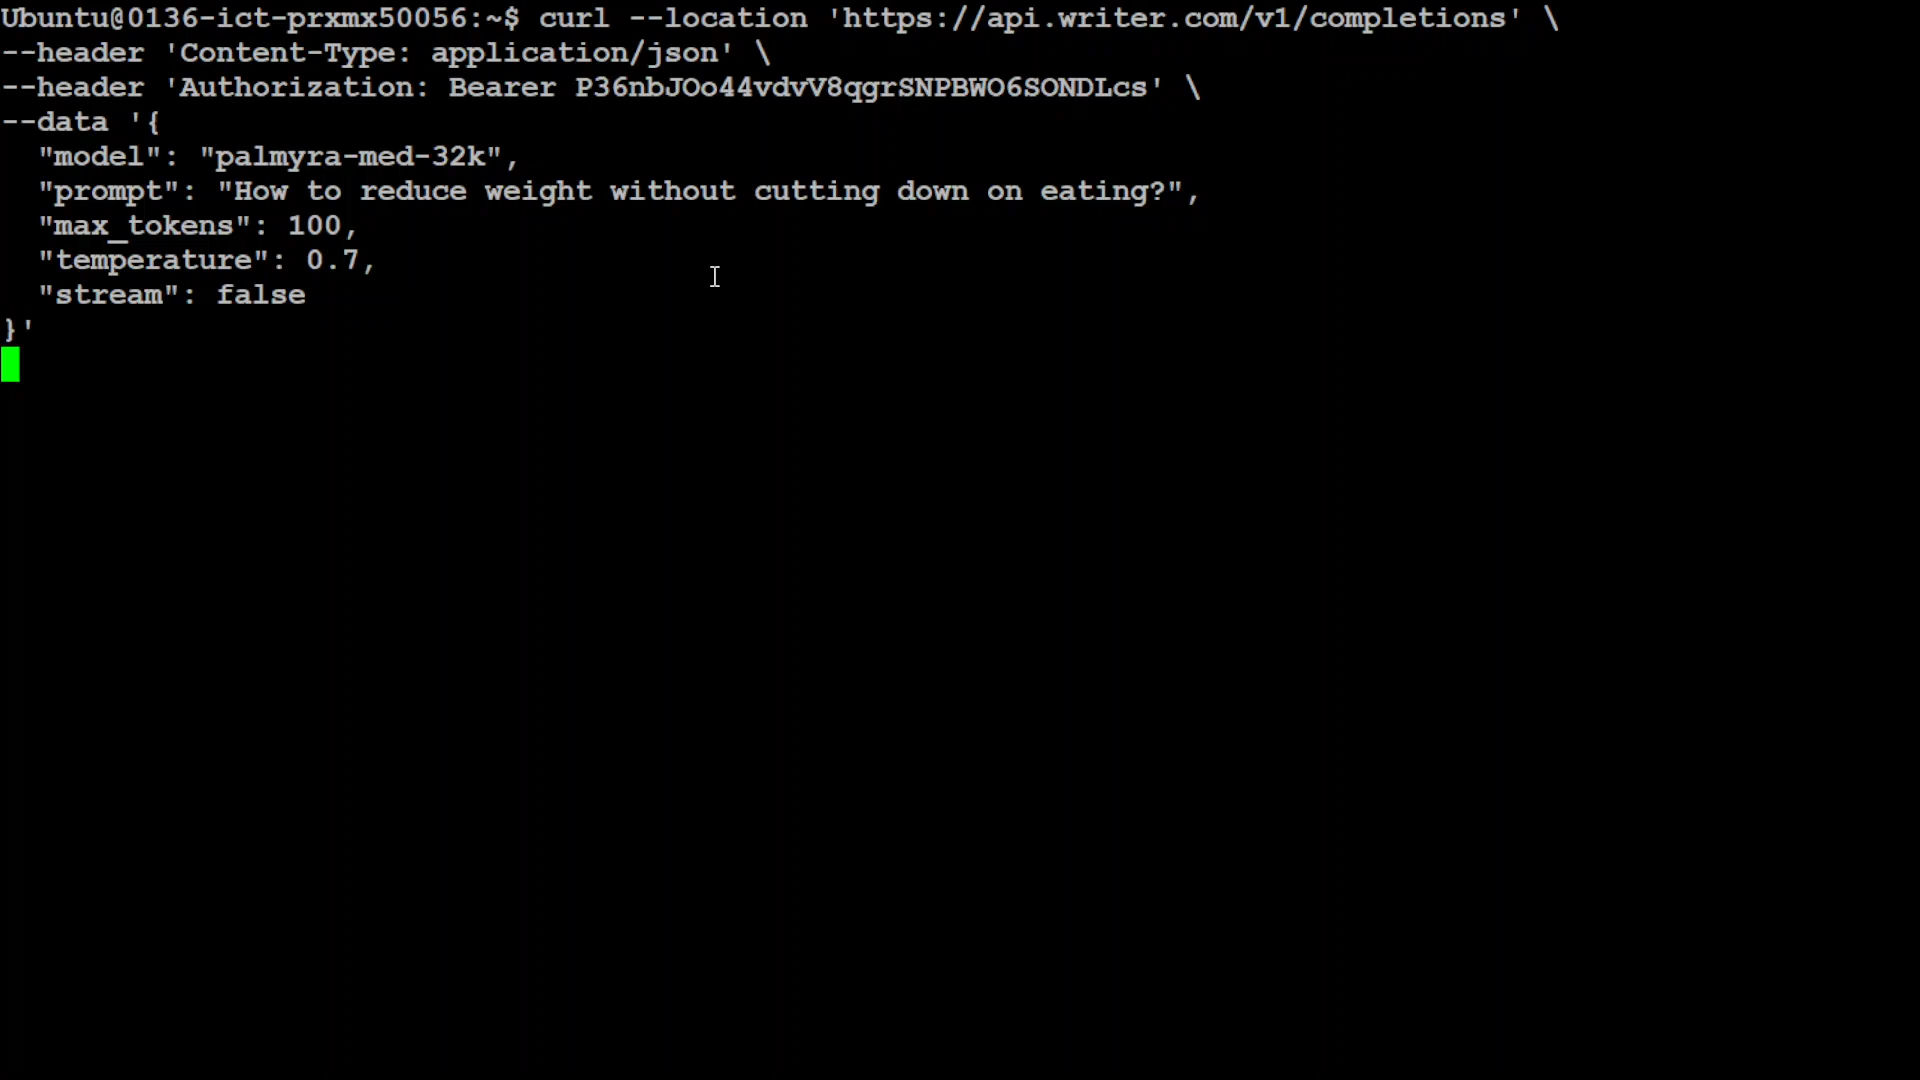 Ubuntu@0136-ict-prxmx50056:~$ curl --location 'https://api.writer.com/v1/completions' \
--header 'Content-Type: application/json' \
--header 'Authorization: Bearer P36nbJOo44vdvV8qgrSNPBWO6SONDLcs' \
--data '{
  "model": "palmyra-med-32k",
  "prompt": "How to reduce weight without cutting down on eating?",
  "max_tokens": 100,
  "temperature": 0.7,
  "stream": false
}'